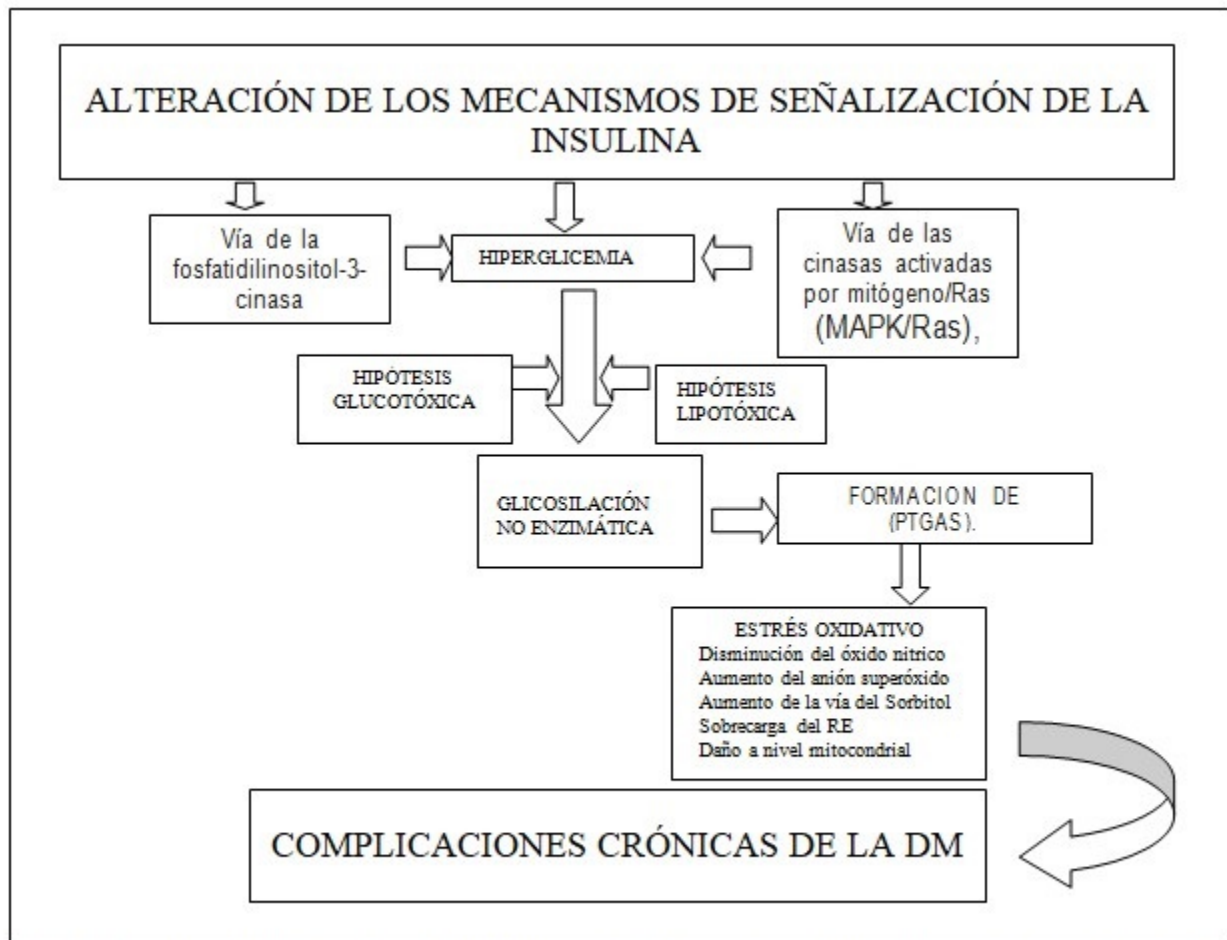 ALTERACIÓN DE LOS MECANISMOS DE SEÑALIZACIÓN DE LA
INSULINA
Vía de la
fosfatidilinositol-3-
cinasa
HIPERGLICEMIA
Vía de las
cinasas activadas
por mitógeno/Ras
(MAPK/Ras),
HIPÓTESIS
GLUCOTÓXICA
HIPÓTESIS
LIPOTÓXICA
GLICOSILACIÓN
NO ENZIMÁTICA
FORMACION DE
(PTGAS).
ESTRÉS OXIDATIVO
Disminución del óxido nitrico
Aumento del anión superóxido
Aumento de la vía del Sorbitol
Sobrecarga del RE
Daño a nivel mitocondrial
COMPLICACIONES CRÓNICAS DE LA DM